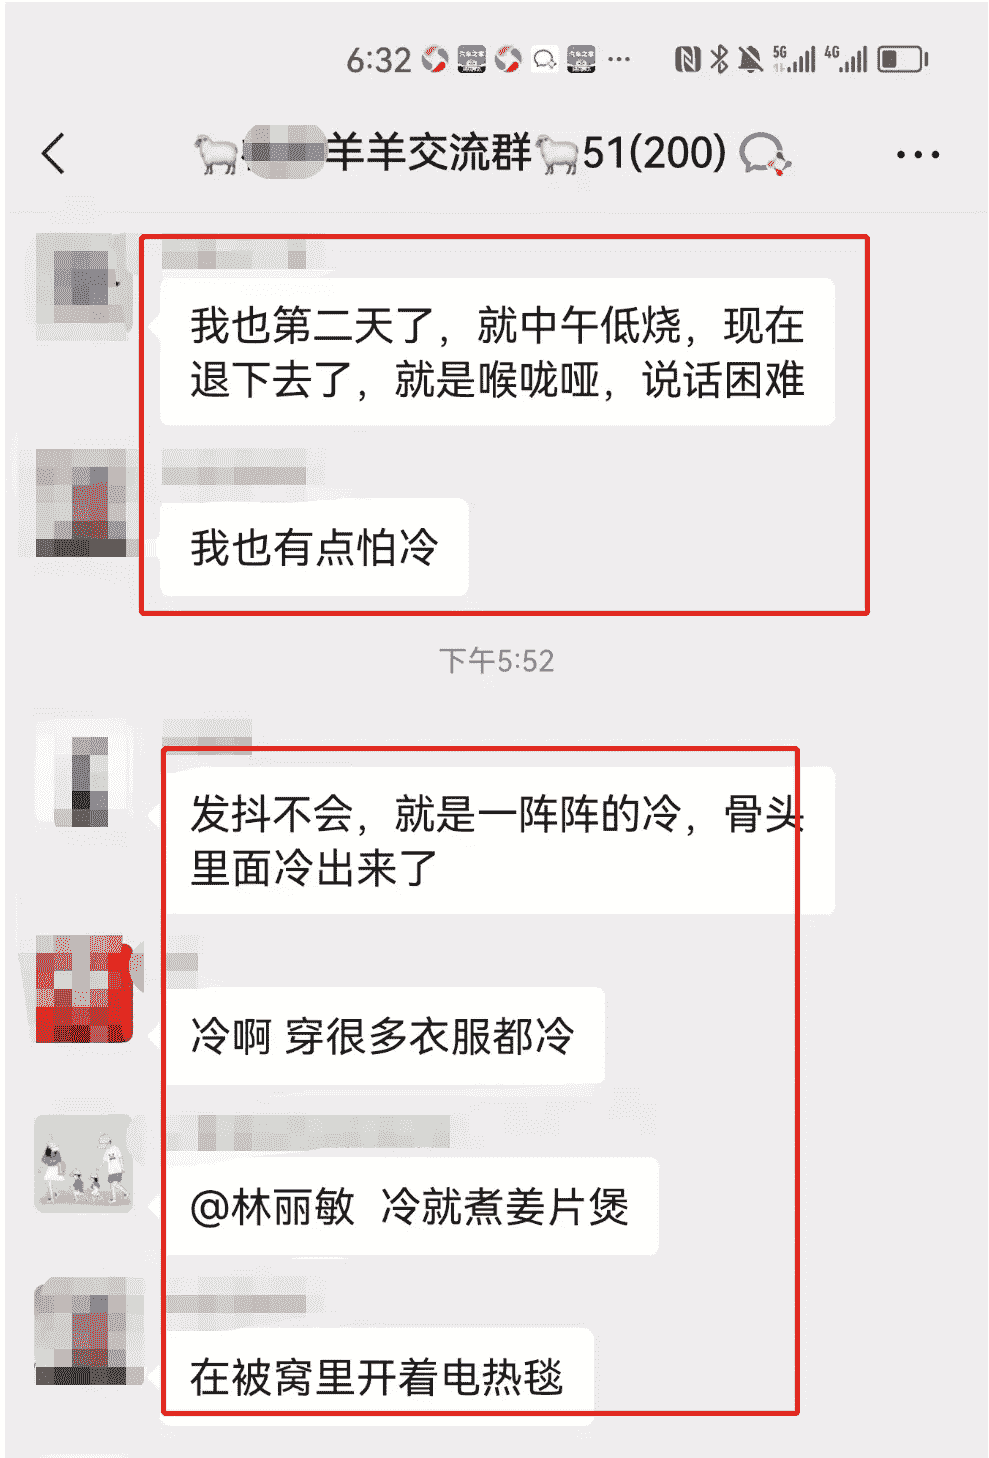 6:32
5G
4G
羊羊交流群51(200)
我也第二天了，就中午低烧，现在
退下去了，就是喉咙哑，说话困难
我也有点怕冷
下午5:52
发抖不会，就是一阵阵的冷，骨头
里面冷出来了
冷啊 穿很多衣服都冷
@林丽敏 冷就煮姜片煲
在被窝里开着电热毯